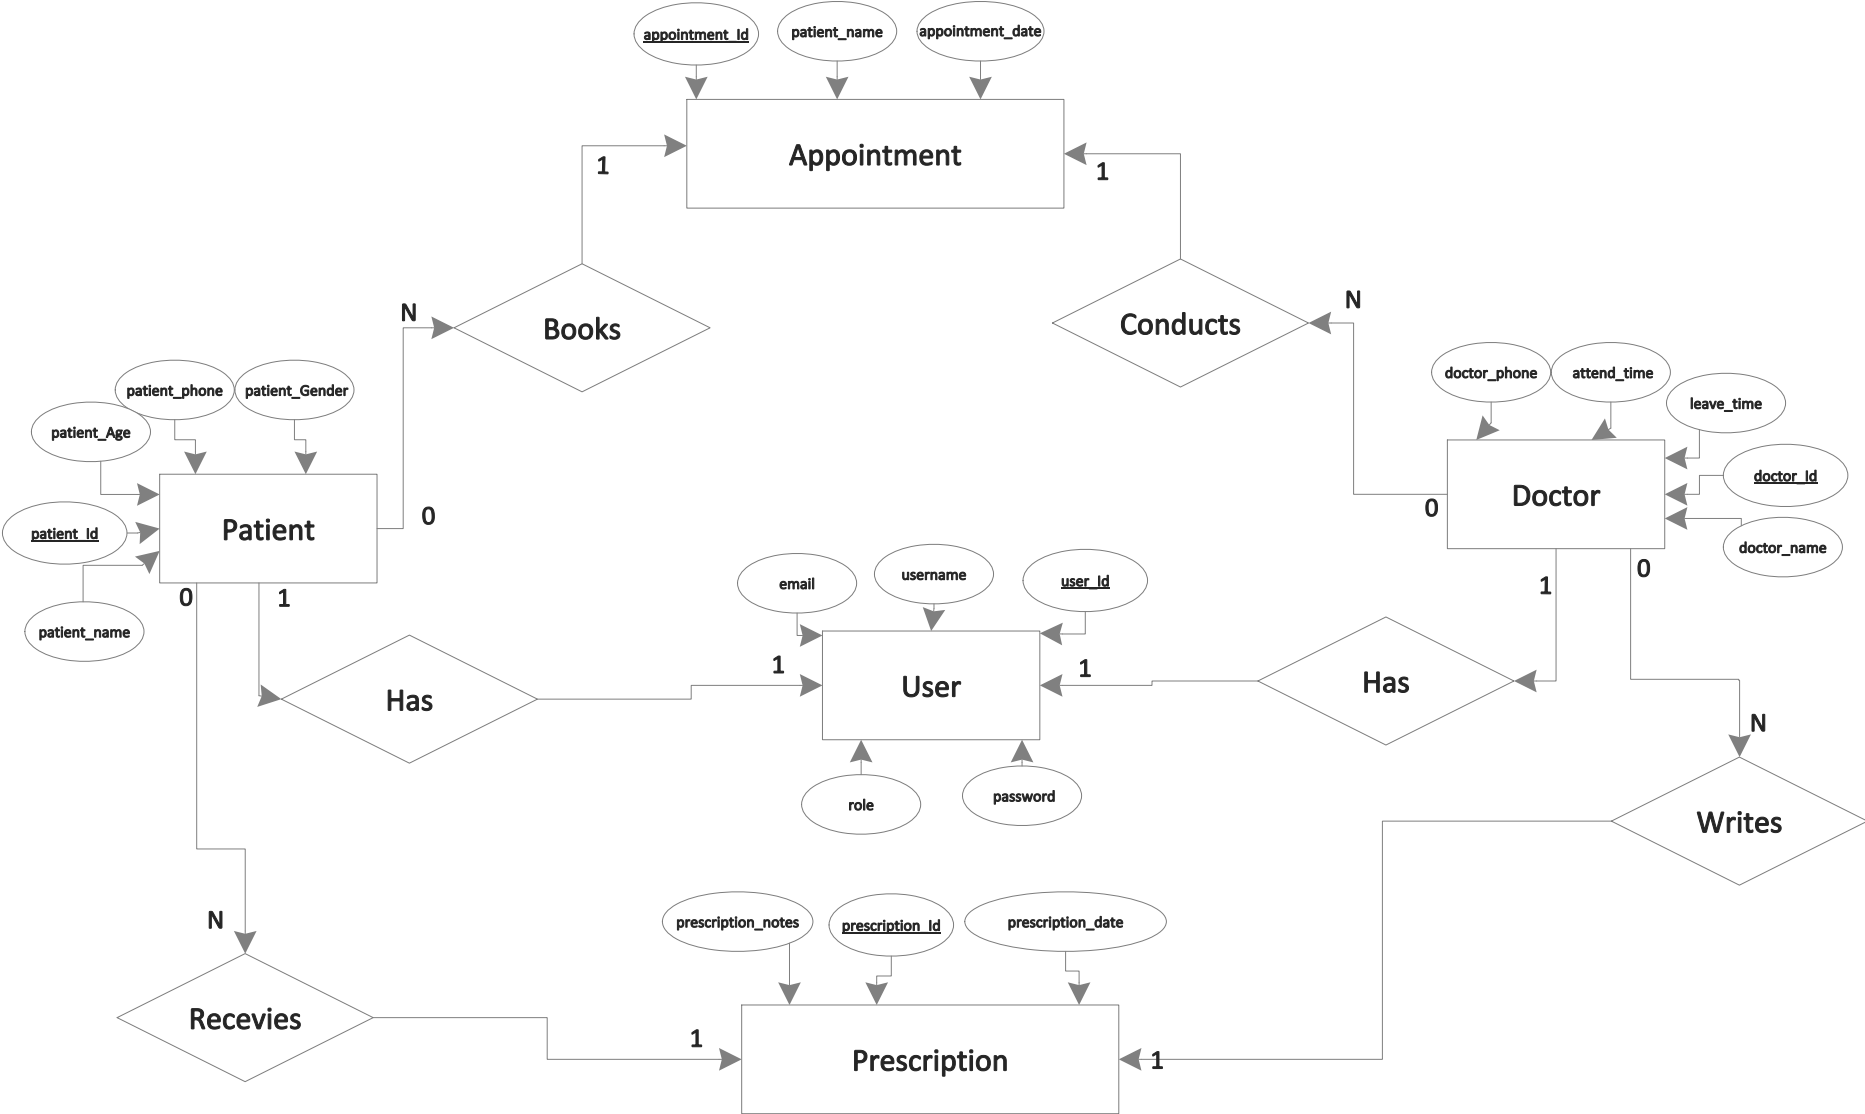 appointment_Id
patient_name
appointment_date
Appointment
1
1
N
Books
Conducts
N
patient_phone
patient_Gender
patient_Age
patient_Id
patient_name
Patient
0
0
1
doctor_phone
attend_time
leave_time
doctor_Id
doctor_name
Doctor
0
1
0
email
username
user_Id
Has
1
User
1
Has
role
password
N
Writes
N
Recevies
prescription_notes
prescription_Id
prescription_date
1
Prescription
1